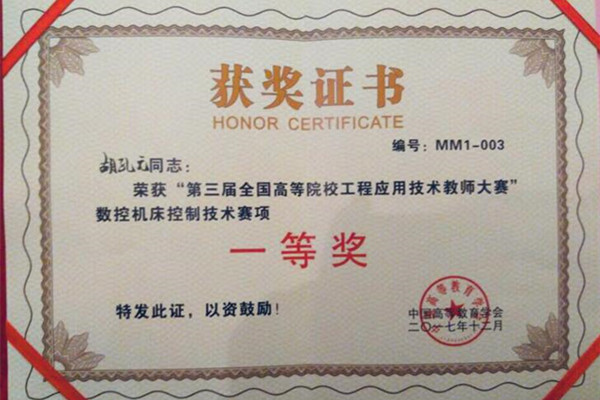 获奖证书
HONOR CERTIFICATE
编号：MM1-003
胡孔元同志：
荣获“第三届全国高等院校工程应用技术教师大赛”
数控机床控制技术赛项
一等奖
特发此证，以资鼓励！
中国高等教育学会
二〇一七年十二月